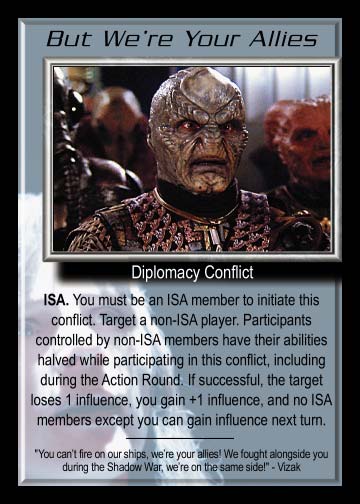 But We're Your Allies
Diplomacy Conflict
ISA. You must be an ISA member to initiate this
conflict. Target a non-ISA player. Participants
controlled by non-ISA members have their abilities
halved while participating in this conflict, including
during the Action Round. If successful, the target
loses 1 influence, you gain +1 influence, and no ISA
members except you can gain influence next turn.
"You can't fire on our ships, we're your allies! We fought alongside you
during the Shadow War, we're on the same side!" - Vizak